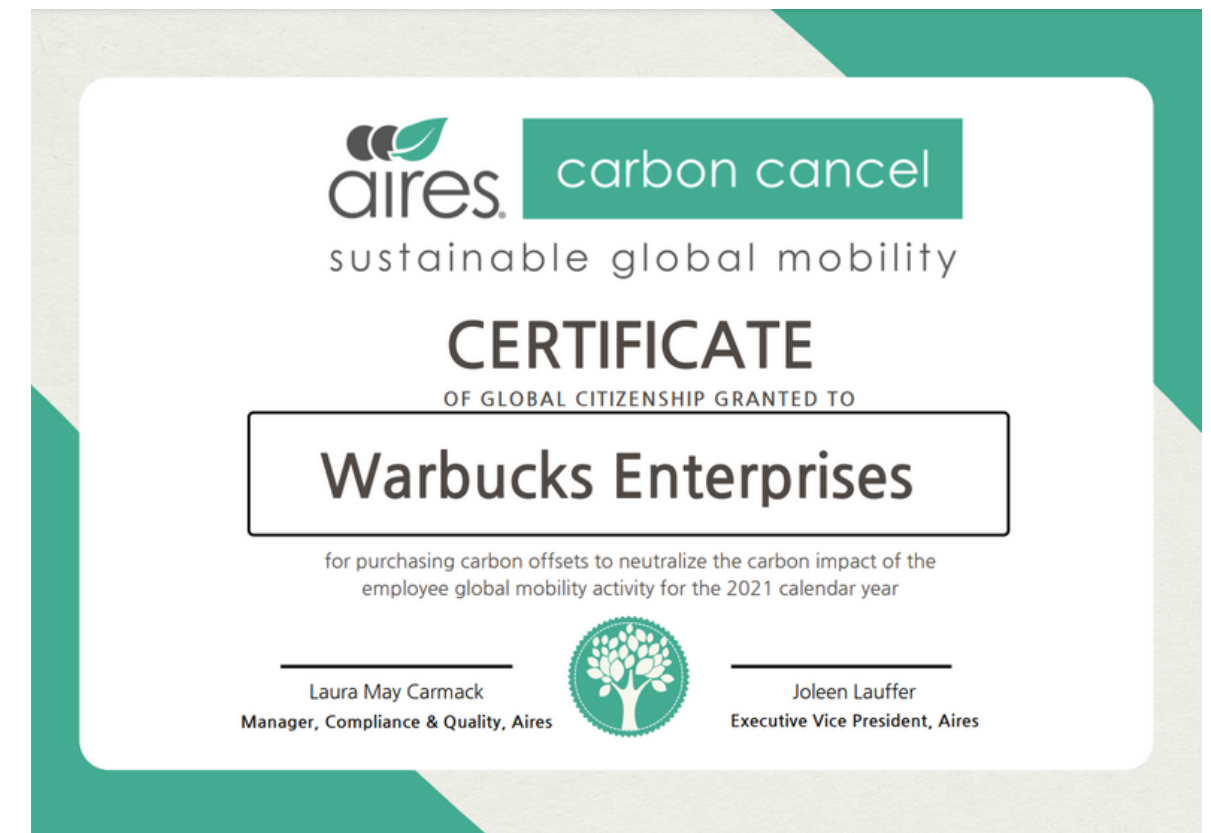 aires® carbon cancel
sustainable global mobility
CERTIFICATE
OF GLOBAL CITIZENSHIP GRANTED TO
Warbucks Enterprises
for purchasing carbon offsets to neutralize the carbon impact of the
employee global mobility activity for the 2021 calendar year
Laura May Carmack
Manager, Compliance & Quality, Aires
Joleen Lauffer
Executive Vice President, Aires